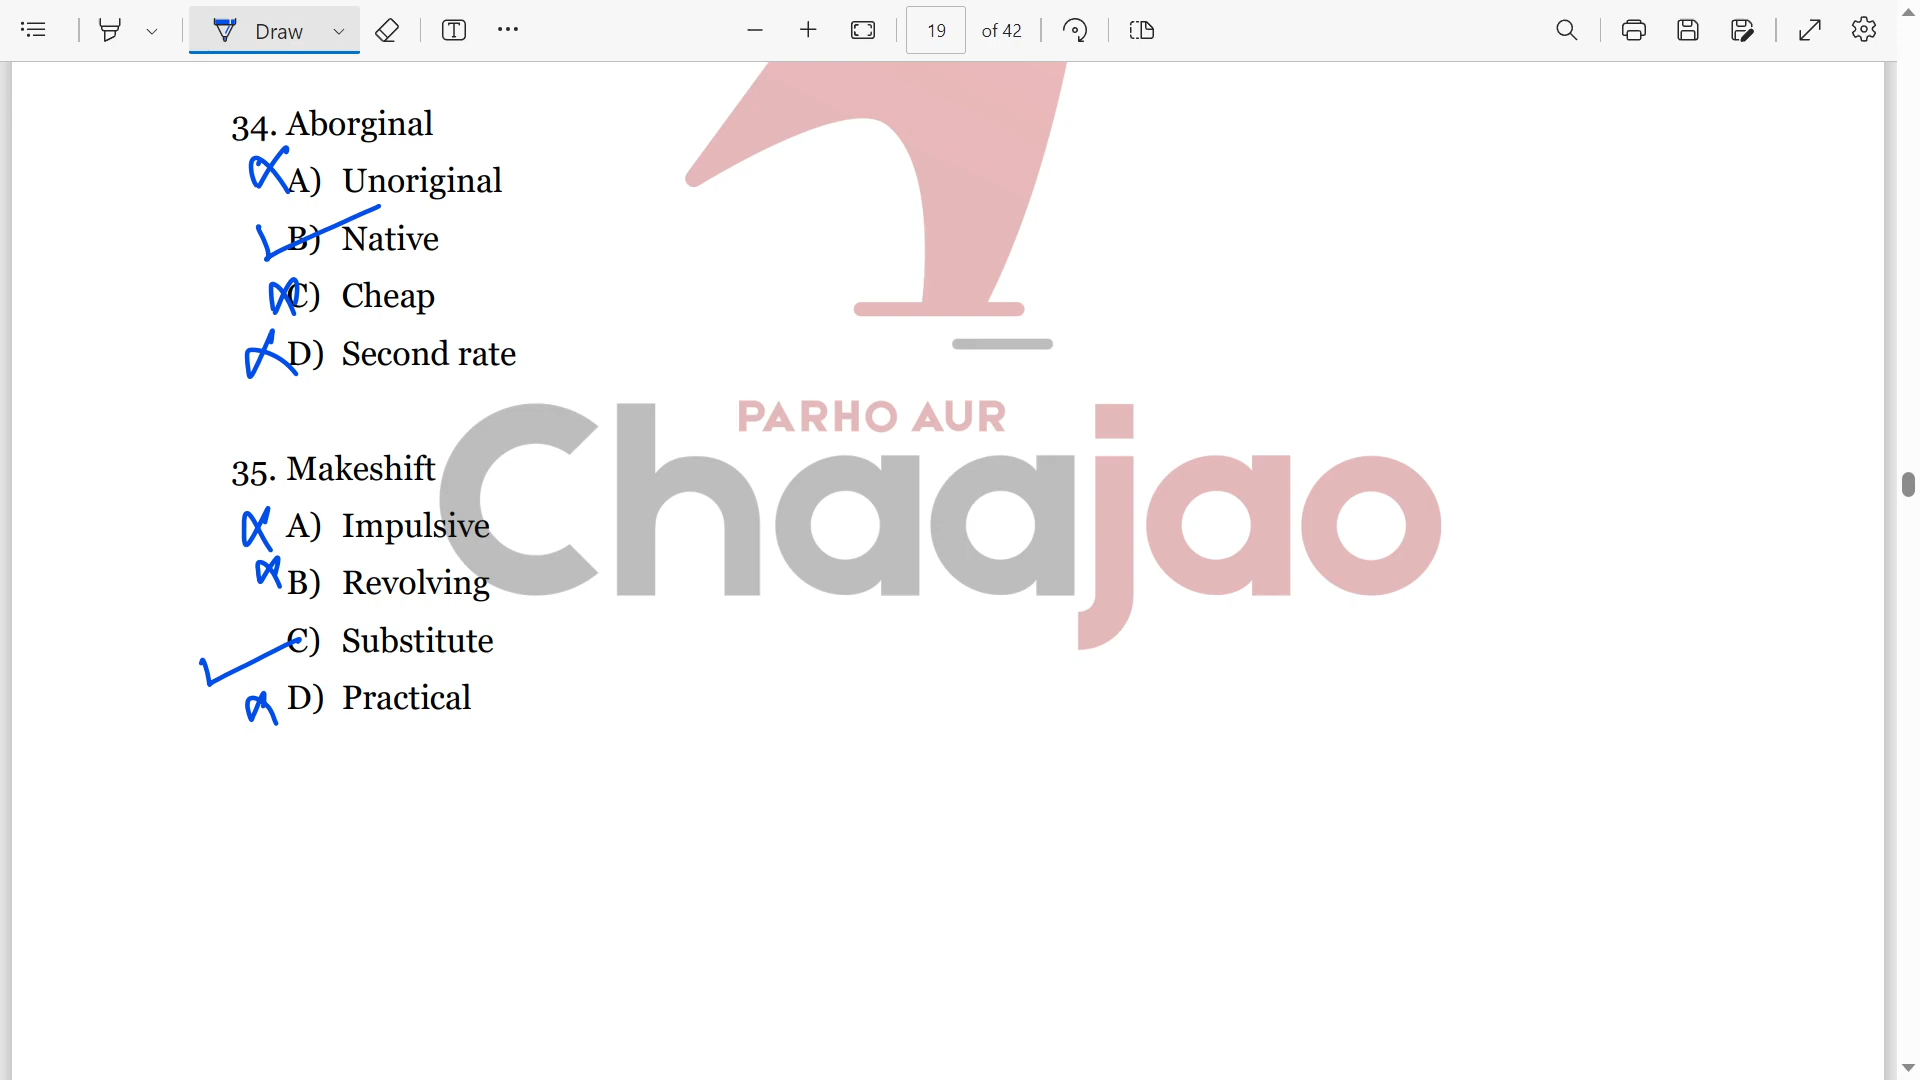 Draw
19 of 42
34. Aborginal
A) Unoriginal
B) Native
C) Cheap
D) Second rate
PARHO AUR
Chaajao
35. Makeshift
A) Impulsive
B) Revolving
C) Substitute
D) Practical